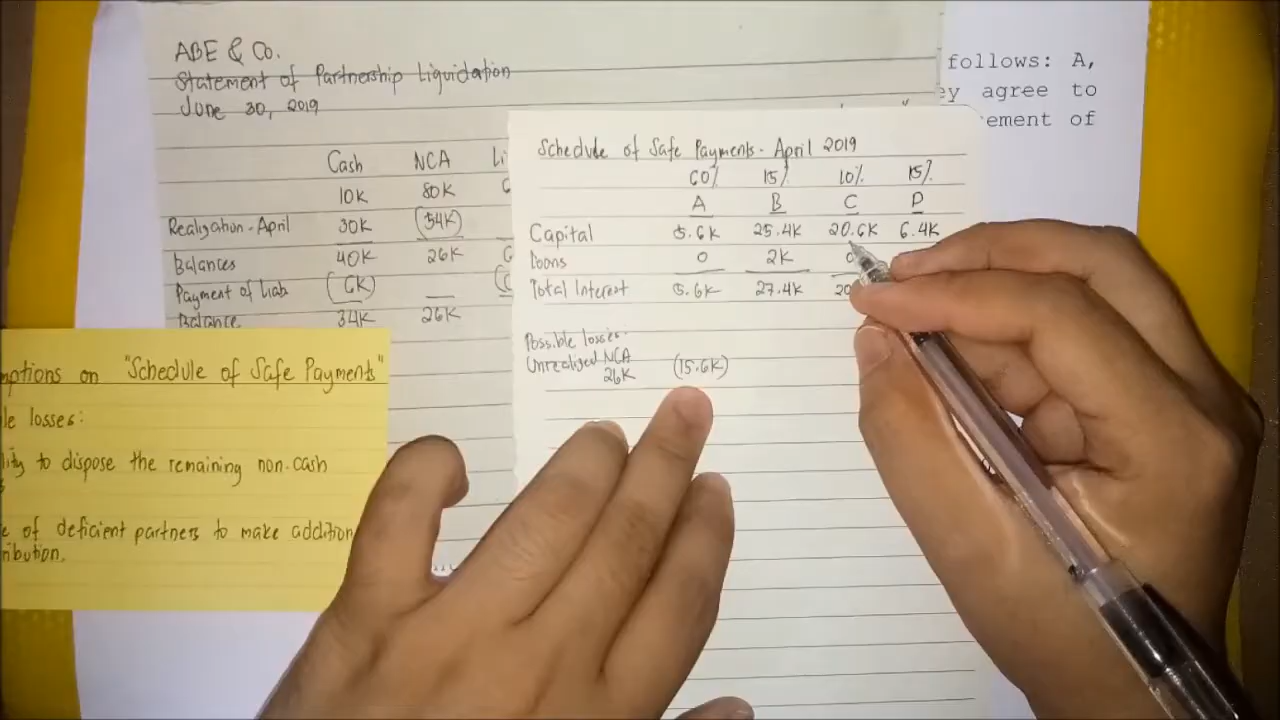 ABE & Co.
Statement of Partnership Liquidation
June 30, 2019
Cash NCA
10K 80K
Realization - April 30K (54K)
Balances 40K 26K
Payment of Liab (6K) —
Balance 34K 26K
follows: A,
agree to
of
Schedule of Safe Payments - April 2019
60% 15% 10% 15%
A B C D
Capital 5.6K 25.4K 20.6K 6.4K
Loans 0 2K
Total Interest 5.6K 27.4K 20
Possible losses:
Unrealized NCA
26K (15.6K)
on "Schedule of Safe Payments"
losses:
to dispose the remaining non-cash
of deficient partners to make addition